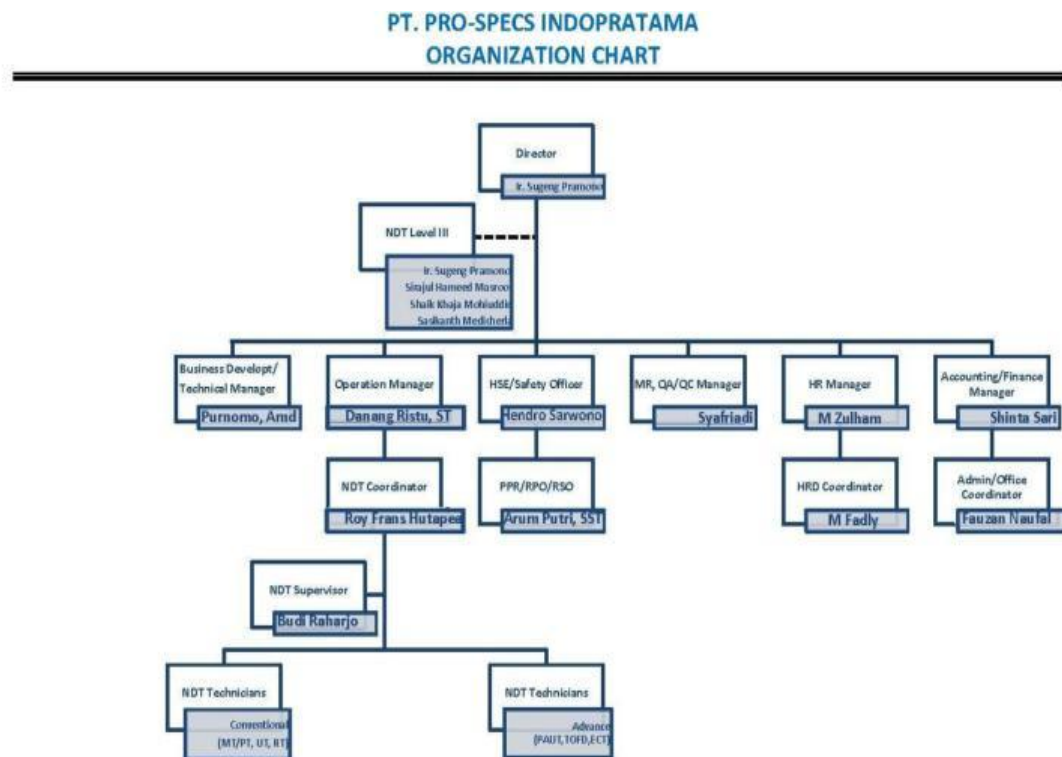 PT. PRO-SPECS INDOPRATAMA
ORGANIZATION CHART
Director
Ir. Sugeng Pramono
NDT Level III
Ir. Sugeng Pramono
Sirajul Hameed Masroor
Shaik Khaja Mohiuddin
Sasikanth Medisherla
Business Develop't/
Technical Manager
Purnomo, Amd
Operation Manager
Danang Ristu, ST
HSE/Safety Officer
Hendro Sarwono
MR, QA/QC Manager
Syafriadi
HR Manager
M Zulham
Accounting/Finance
Manager
Shinta Sari
NDT Coordinator
Roy Frans Hutapea
PPR/RPO/RSO
Arum Putri, SST
HRD Coordinator
M Fadly
Admin/Office
Coordinator
Fauzan Naufal
NDT Supervisor
Budi Raharjo
NDT Technicians
Conventional
(MT/PT, UT, RT)
NDT Technicians
Advance
(PAUT,TOFD,ECT)